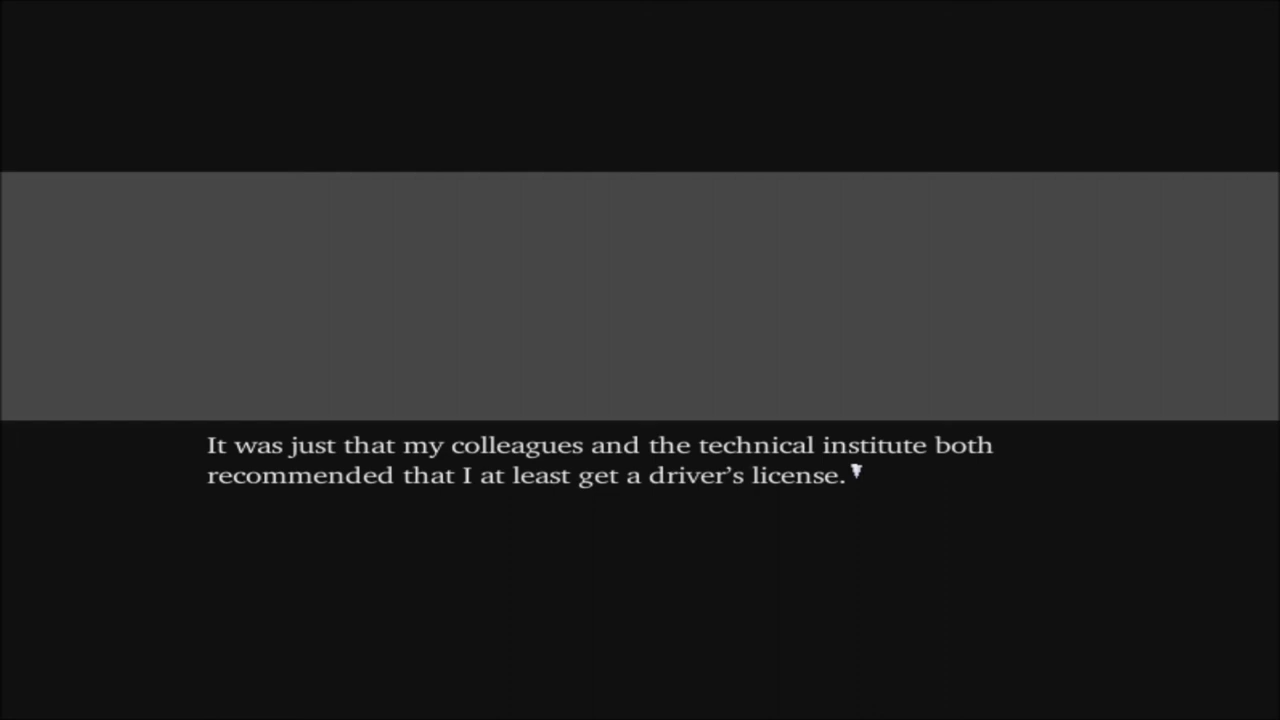 It was just that my colleagues and the technical institute both
recommended that I at least get a driver’s license.